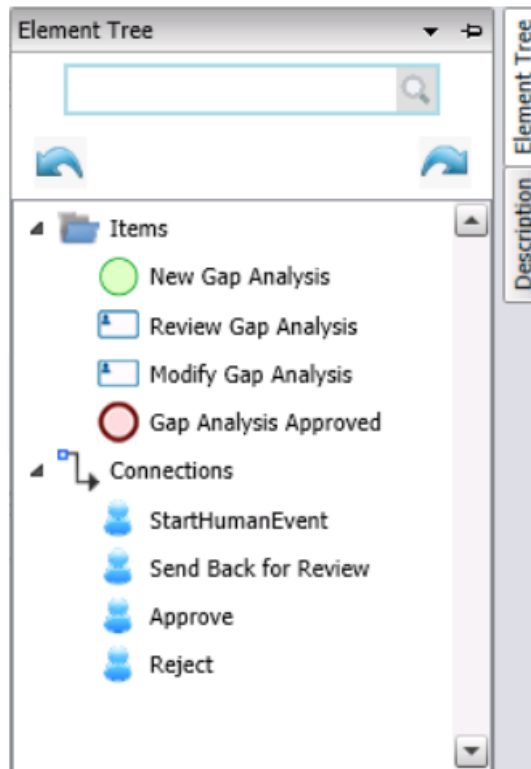 Element Tree
Items
New Gap Analysis
Review Gap Analysis
Modify Gap Analysis
Gap Analysis Approved
Connections
StartHumanEvent
Send Back for Review
Approve
Reject
Element Tree
Description